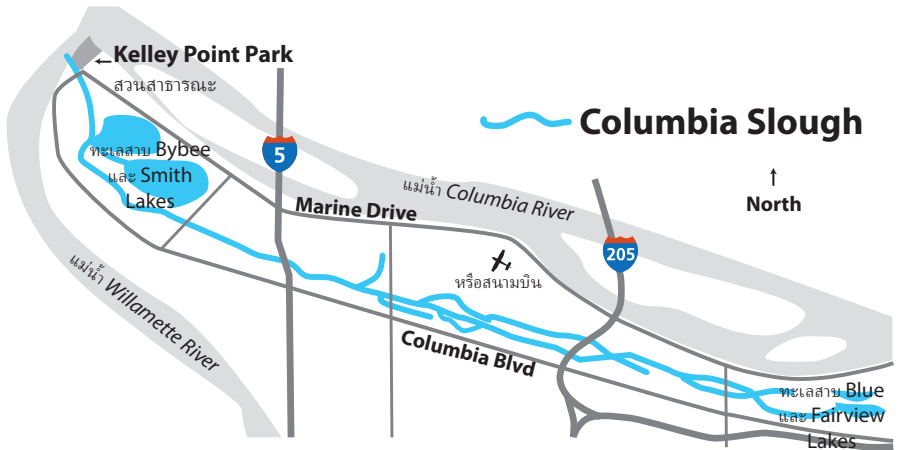 ←Kelley Point Park
สวนสาธารณะ
5
Columbia Slough
ทะเลสาบ Bybee
และ Smith
Lakes
แม่น้ำ Columbia River
↑
North
Marine Drive
205
หรือสนามบิน
แม่น้ำ Willamette River
Columbia Blvd
ทะเลสาบ Blue
และ Fairview
Lakes